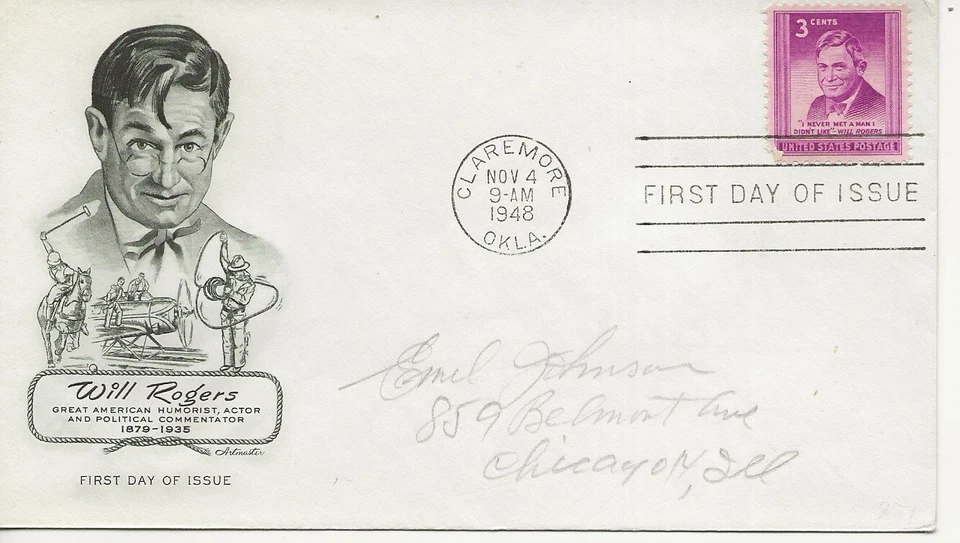 3 CENTS
"I NEVER MET A MAN I
DIDN'T LIKE" - WILL ROGERS
UNITED STATES POSTAGE
CLAREMORE
NOV 4
9-AM
1948
OKLA.
FIRST DAY OF ISSUE
Will Rogers
GREAT AMERICAN HUMORIST, ACTOR
AND POLITICAL COMMENTATOR
1879-1935
Artmaster
FIRST DAY OF ISSUE
Emil Johnson
859 Belmont Ave
Chicago 14, Ill